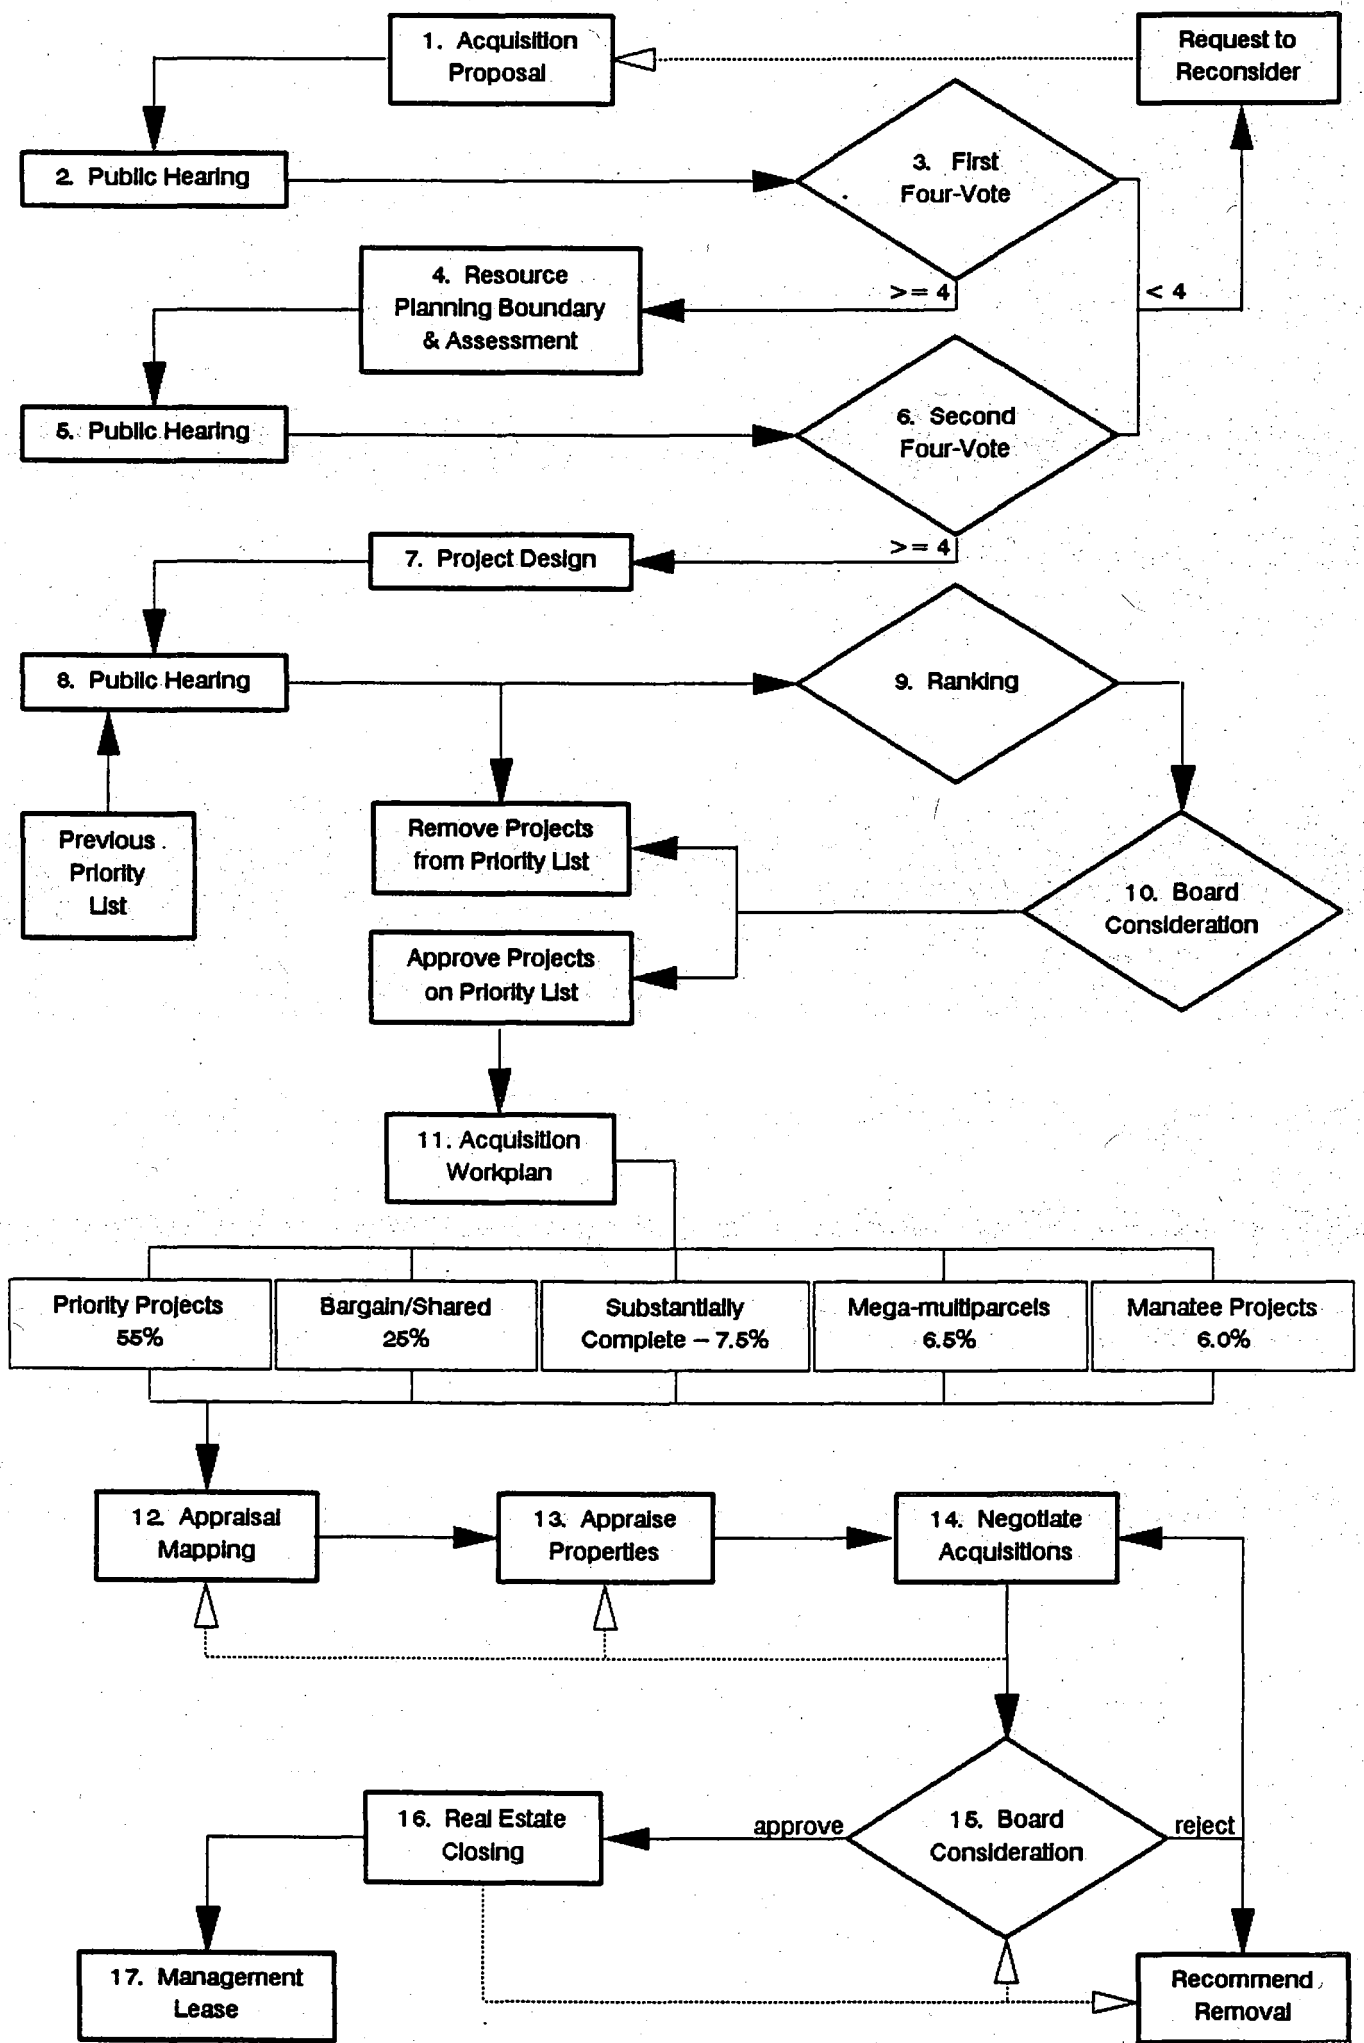 1. Acquisition
Proposal
Request to
Reconsider
2. Public Hearing
3. First
Four-Vote
4. Resource
Planning Boundary
& Assessment
>= 4
< 4
5. Public Hearing
6. Second
Four-Vote
7. Project Design
>= 4
8. Public Hearing
9. Ranking
Previous
Priority
List
Remove Projects
from Priority List
10. Board
Consideration
Approve Projects
on Priority List
11. Acquisition
Workplan
Priority Projects
55%
Bargain/Shared
25%
Substantially
Complete – 7.5%
Mega-multiparcels
6.5%
Manatee Projects
6.0%
12. Appraisal
Mapping
13. Appraise
Properties
14. Negotiate
Acquisitions
16. Real Estate
Closing
approve
15. Board
Consideration
reject
17. Management
Lease
Recommend
Removal